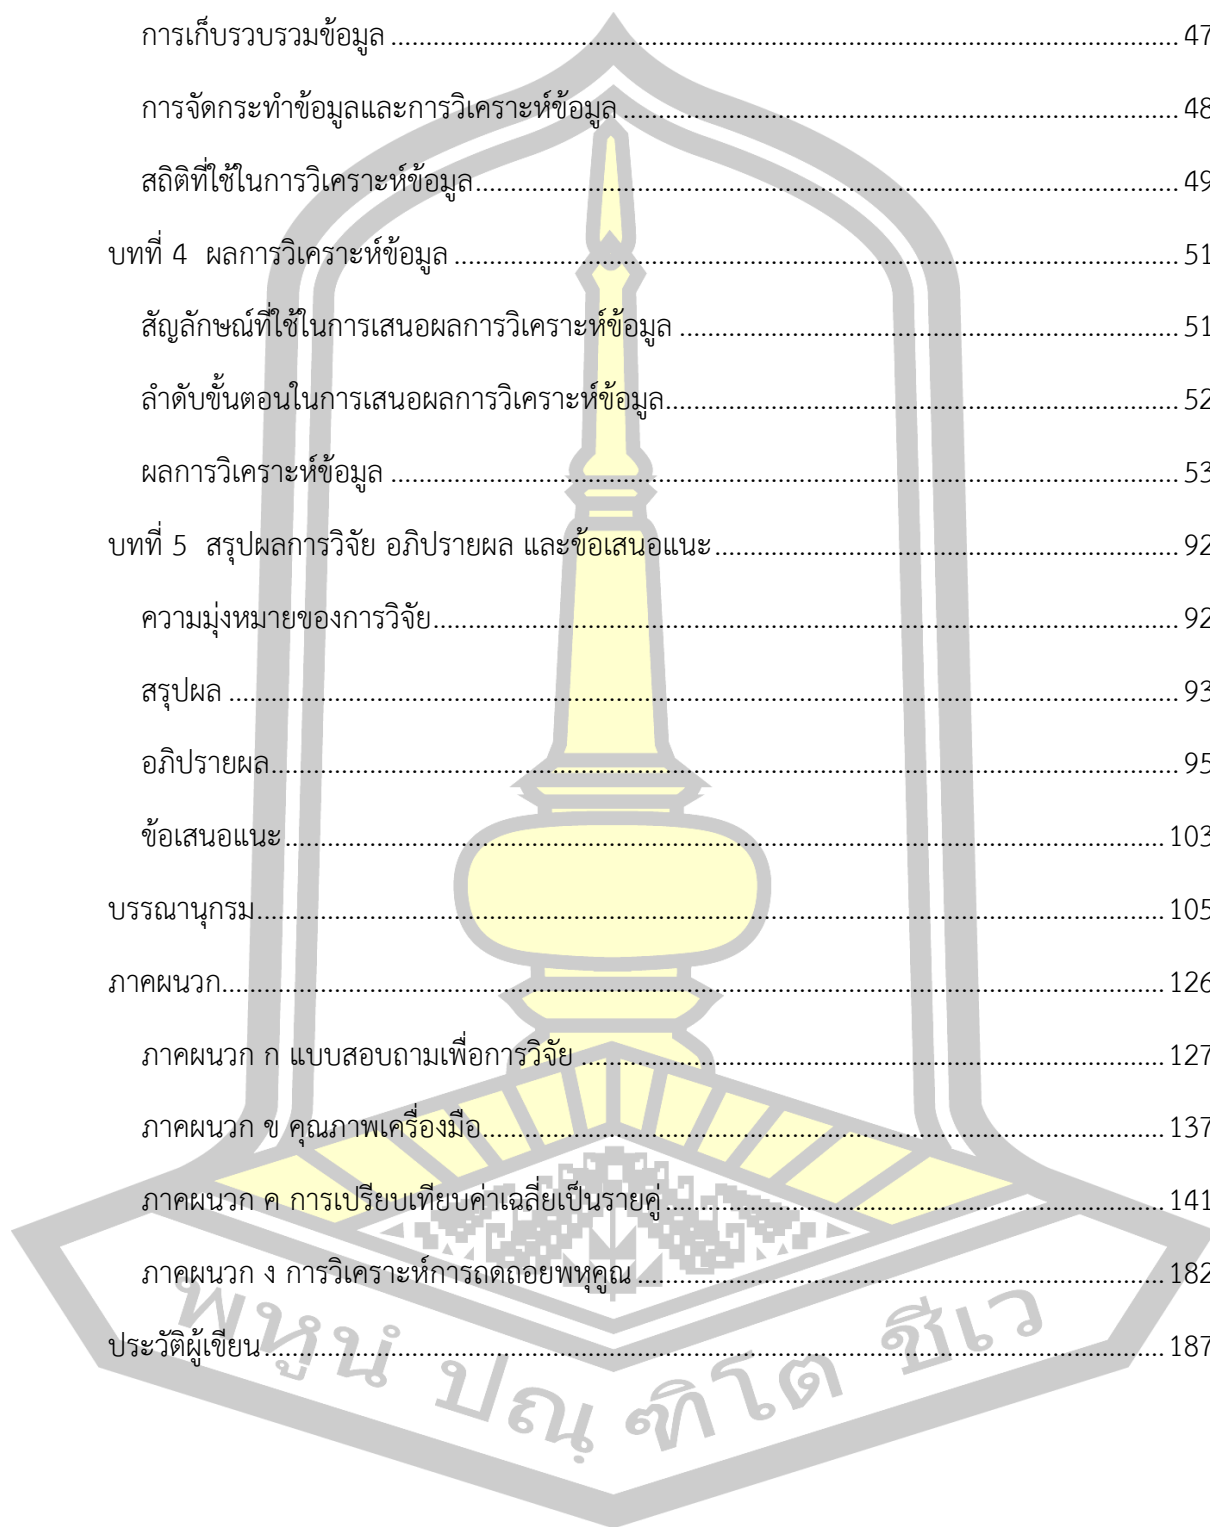 การเก็บรวบรวมข้อมูล ........................................................................................................ 47
การจัดกระทำข้อมูลและการวิเคราะห์ข้อมูล ........................................................................ 48
สถิติที่ใช้ในการวิเคราะห์ข้อมูล............................................................................................ 49
บทที่ 4 ผลการวิเคราะห์ข้อมูล ............................................................................................... 51
สัญลักษณ์ที่ใช้ในการเสนอผลการวิเคราะห์ข้อมูล ................................................................. 51
ลำดับขั้นตอนในการเสนอผลการวิเคราะห์ข้อมูล................................................................... 52
ผลการวิเคราะห์ข้อมูล ........................................................................................................ 53
บทที่ 5 สรุปผลการวิจัย อภิปรายผล และข้อเสนอแนะ ............................................................ 92
ความมุ่งหมายของการวิจัย.................................................................................................. 92
สรุปผล ............................................................................................................................. 93
อภิปรายผล........................................................................................................................ 95
ข้อเสนอแนะ .................................................................................................................... 103
บรรณานุกรม........................................................................................................................ 105
ภาคผนวก............................................................................................................................. 126
ภาคผนวก ก แบบสอบถามเพื่อการวิจัย ............................................................................. 127
ภาคผนวก ข คุณภาพเครื่องมือ.......................................................................................... 137
ภาคผนวก ค การเปรียบเทียบค่าเฉลี่ยเป็นรายคู่ .................................................................. 141
ภาคผนวก ง การวิเคราะห์การถดถอยพหุคูณ ...................................................................... 182
ประวัติผู้เขียน ....................................................................................................................... 187
พหูนํ ปณฺฑิโต ชีเว